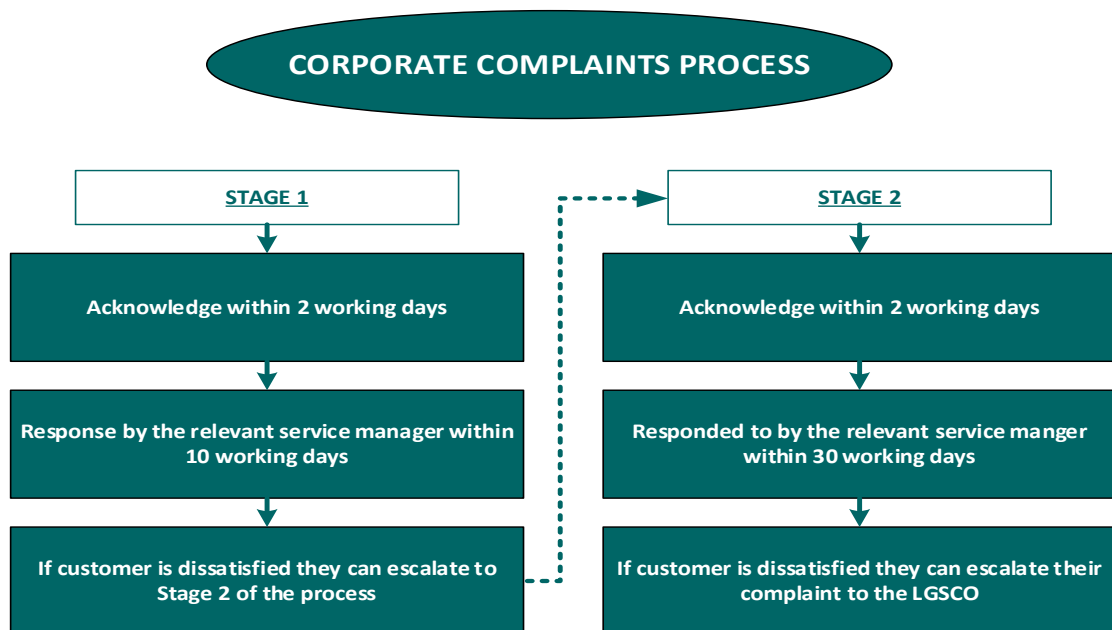 CORPORATE COMPLAINTS PROCESS
STAGE 1
Acknowledge within 2 working days
Response by the relevant service manager within
10 working days
If customer is dissatisfied they can escalate to
Stage 2 of the process
STAGE 2
Acknowledge within 2 working days
Responded to by the relevant service manger
within 30 working days
If customer is dissatisfied they can escalate their
complaint to the LGSCO